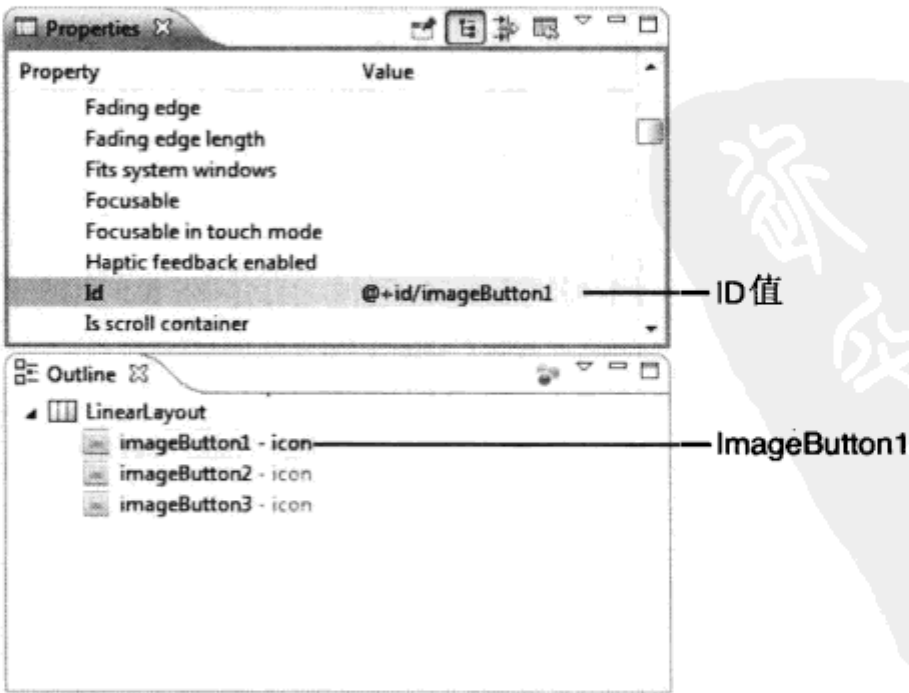 Properties
Property Value
Fading edge
Fading edge length
Fits system windows
Focusable
Focusable in touch mode
Haptic feedback enabled
Id @+id/imageButton1 ID值
Is scroll container
Outline
LinearLayout
imageButton1 - icon ImageButton1
imageButton2 - icon
imageButton3 - icon